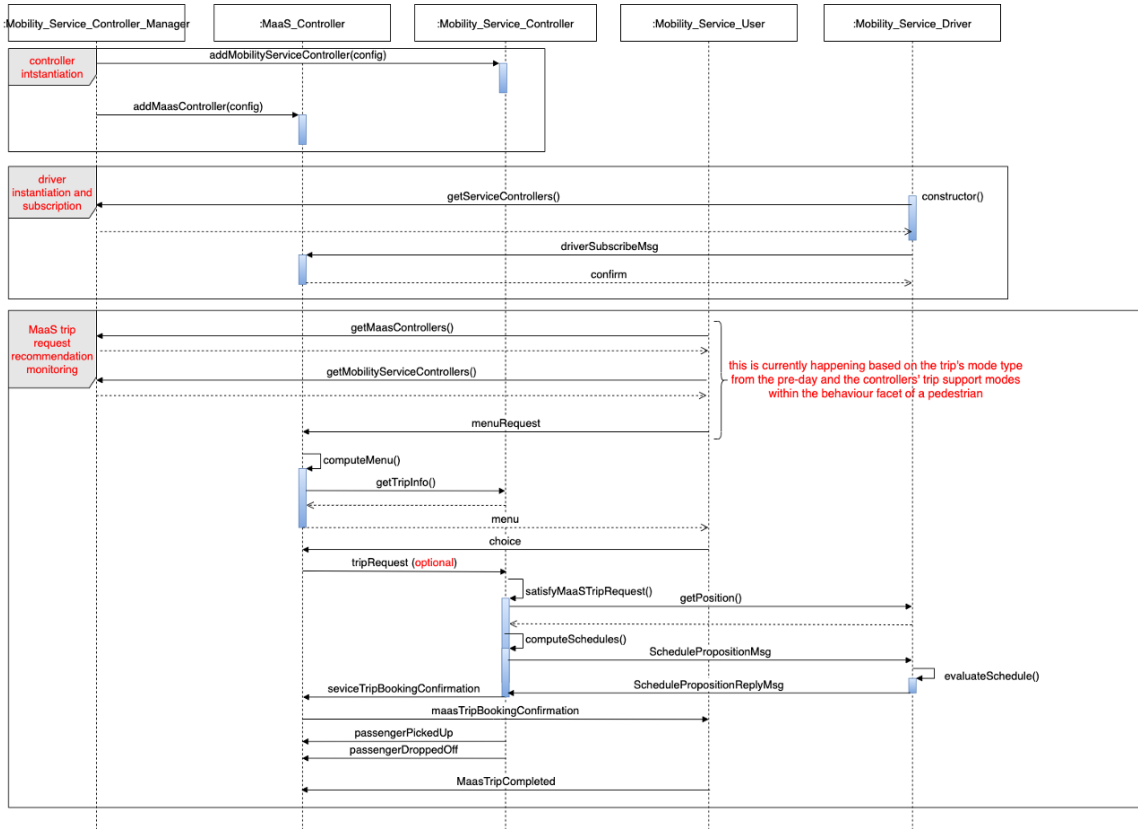 :Mobility_Service_Controller_Manager
:MaaS_Controller
:Mobility_Service_Controller
:Mobility_Service_User
:Mobility_Service_Driver
controller
intstantiation
addMobilityServiceController(config)
addMaasController(config)
driver
instantiation and
subscription
getServiceControllers()
constructor()
driverSubscribeMsg
confirm
MaaS trip
request
recommendation
monitoring
getMaasControllers()
getMobilityServiceControllers()
this is currently happening based on the trip's mode type
from the pre-day and the controllers' trip support modes
within the behaviour facet of a pedestrian
menuRequest
computeMenu()
getTripInfo()
menu
choice
tripRequest (optional)
satisfyMaaSTripRequest()
getPosition()
computeSchedules()
SchedulePropositionMsg
evaluateSchedule()
SchedulePropositionReplyMsg
seviceTripBookingConfirmation
maasTripBookingConfirmation
passengerPickedUp
passengerDroppedOff
MaasTripCompleted